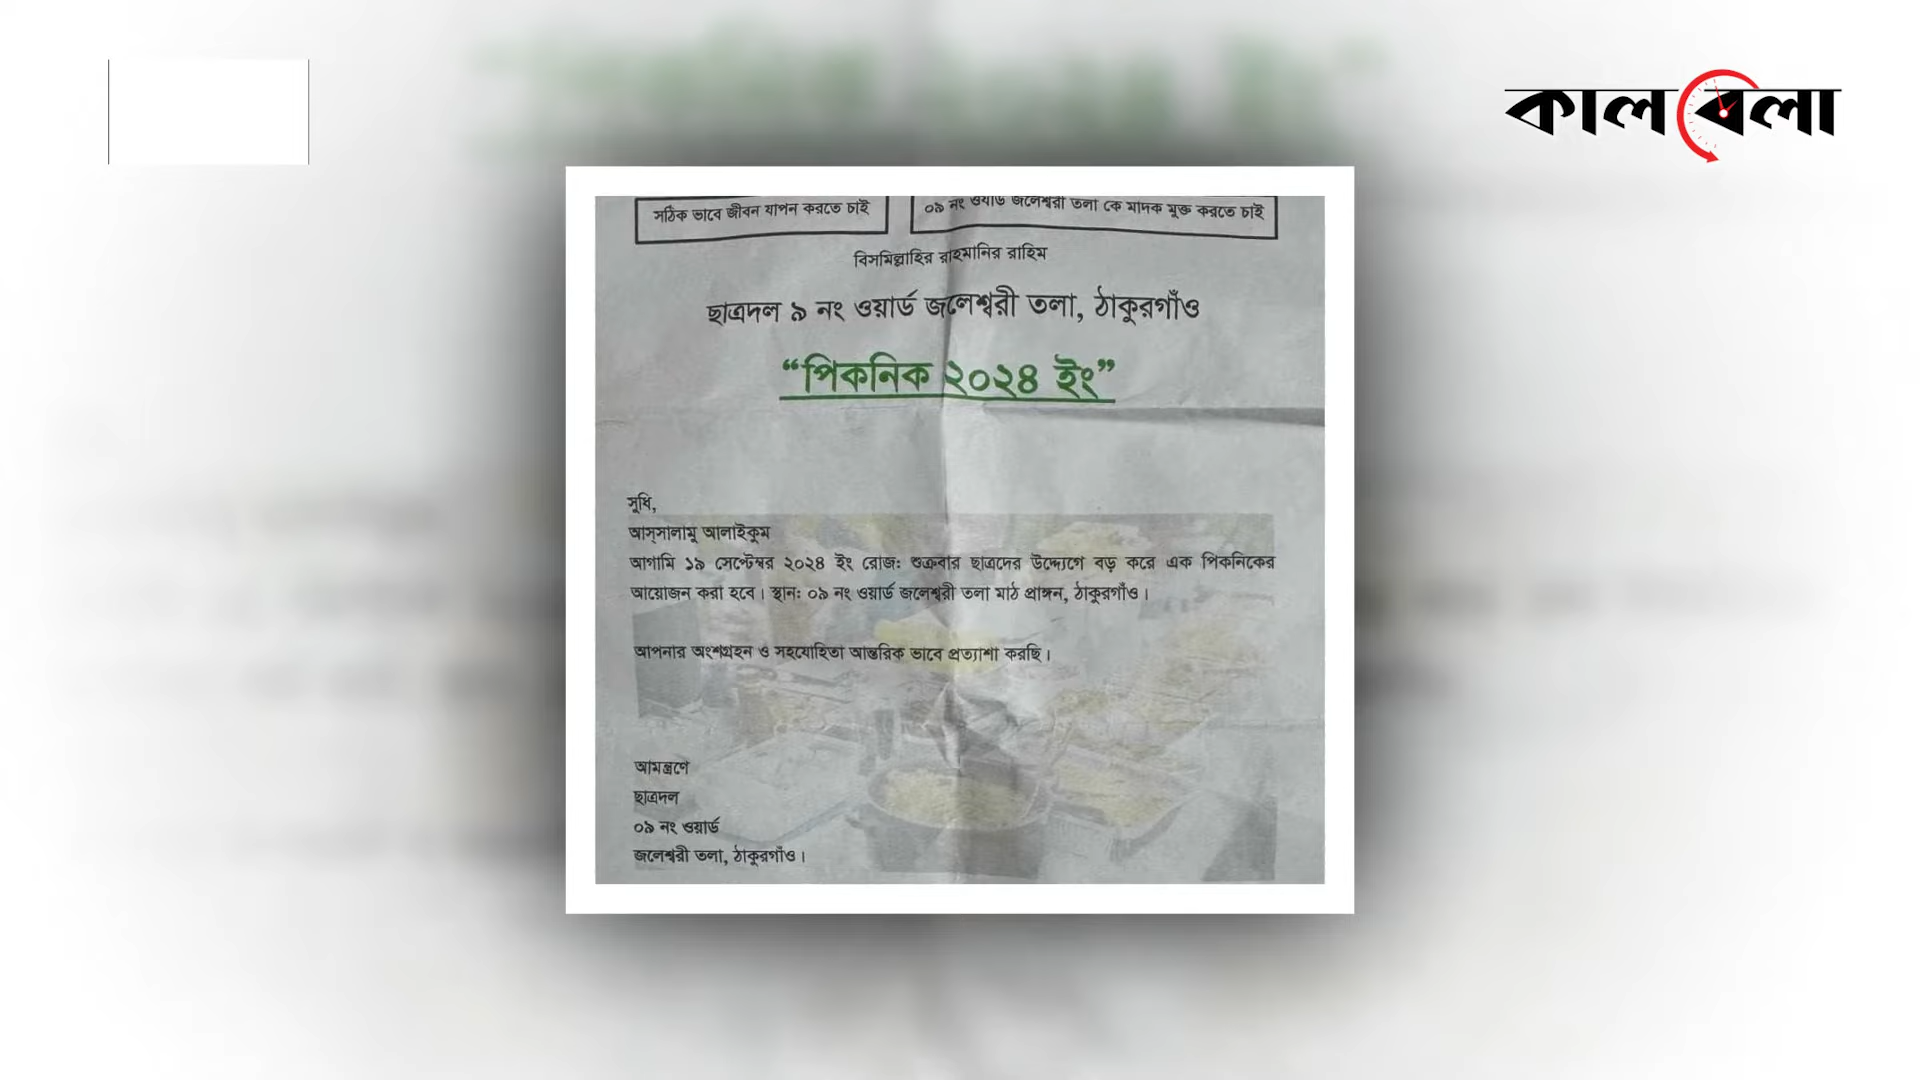 কালবেলা
সঠিক ভাবে জীবন যাপন করতে চাই
০৯ নং ওয়ার্ড জলেশ্বরী তলা কে মাদক মুক্ত করতে চাই
বিসমিল্লাহির রাহমানির রাহিম
ছাত্রদল ৯ নং ওয়ার্ড জলেশ্বরী তলা, ঠাকুরগাঁও
“পিকনিক ২০২৪ ইং”
সুধি,
আস্সালামু আলাইকুম
আগামি ১৯ সেপ্টেম্বর ২০২৪ ইং রোজ: শুক্রবার ছাত্রদের উদ্দ্যেগে বড় করে এক পিকনিকের
আয়োজন করা হবে। স্থান: ০৯ নং ওয়ার্ড জলেশ্বরী তলা মাঠ প্রাঙ্গন, ঠাকুরগাঁও।
আপনার অংশগ্রহন ও সহযোহিতা আন্তরিক ভাবে প্রত্যাশা করছি।
আমন্ত্রণে
ছাত্রদল
০৯ নং ওয়ার্ড
জলেশ্বরী তলা, ঠাকুরগাঁও।